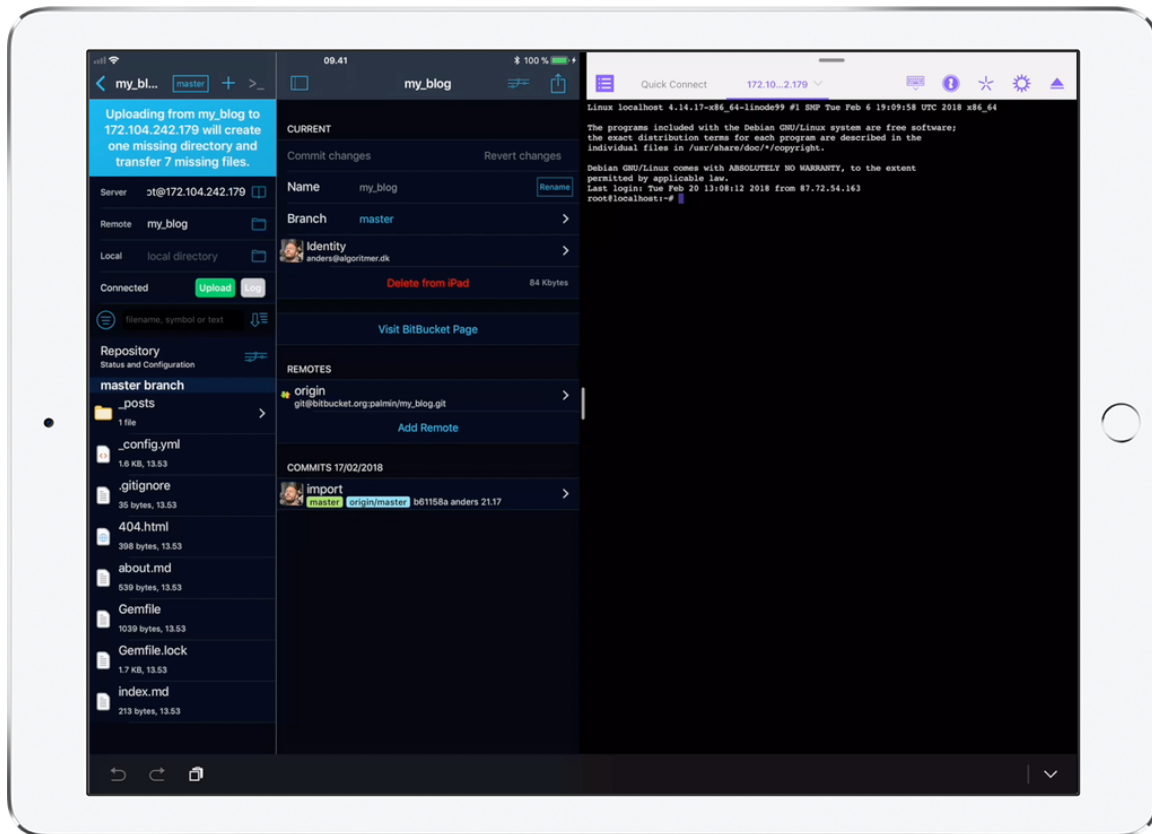 09.41
100 %
my_bl...
master
+
>_
Uploading from my_blog to
172.104.242.179 will create
one missing directory and
transfer 7 missing files.
Server
ot@172.104.242.179
Remote
my_blog
Local
local directory
Connected
Upload
Log
filename, symbol or text
Repository
Status and Configuration
master branch
_posts
1 file
_config.yml
1.6 KB, 13.53
.gitignore
35 bytes, 13.53
404.html
398 bytes, 13.53
about.md
539 bytes, 13.53
Gemfile
1039 bytes, 13.53
Gemfile.lock
1.7 KB, 13.53
index.md
213 bytes, 13.53
my_blog
CURRENT
Commit changes
Revert changes
Name
my_blog
Rename
Branch
master
Identity
anders@algoritmer.dk
Delete from iPad
84 Kbytes
Visit BitBucket Page
REMOTES
origin
git@bitbucket.org:palmin/my_blog.git
Add Remote
COMMITS 17/02/2018
import
master origin/master b61158a anders 21.17
Quick Connect
172.10...2.179
Linux localhost 4.14.17-x86_64-linode99 #1 SMP Tue Feb 6 19:09:58 UTC 2018 x86_64
The programs included with the Debian GNU/Linux system are free software;
the exact distribution terms for each program are described in the
individual files in /usr/share/doc/*/copyright.
Debian GNU/Linux comes with ABSOLUTELY NO WARRANTY, to the extent
permitted by applicable law.
Last login: Tue Feb 20 13:08:12 2018 from 87.72.54.163
root@localhost:~#